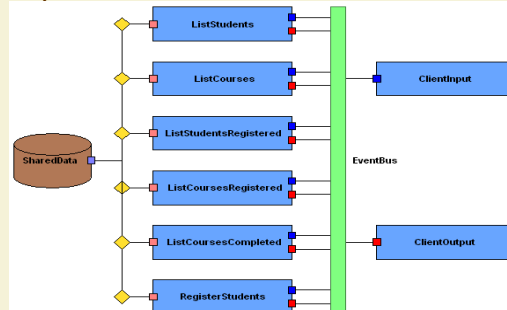 ListStudents
ListCourses
ClientInput
ListStudentsRegistered
SharedData
EventBus
ListCoursesRegistered
ListCoursesCompleted
ClientOutput
RegisterStudents